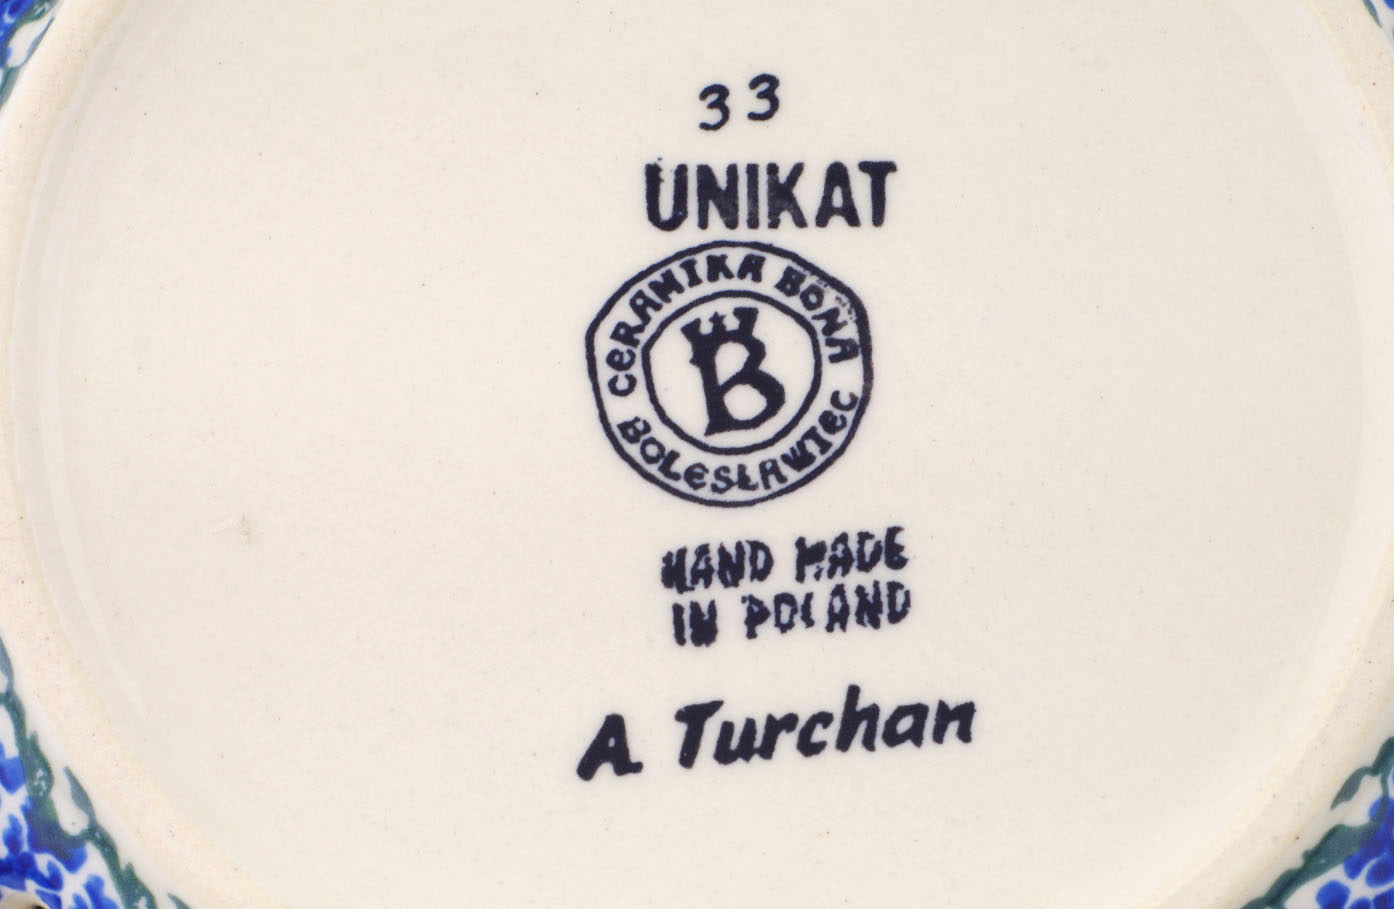 33
UNIKAT
CERAMIKA BONA
B
BOLESŁAWIEC
HAND MADE
IN POLAND
A. Turchan